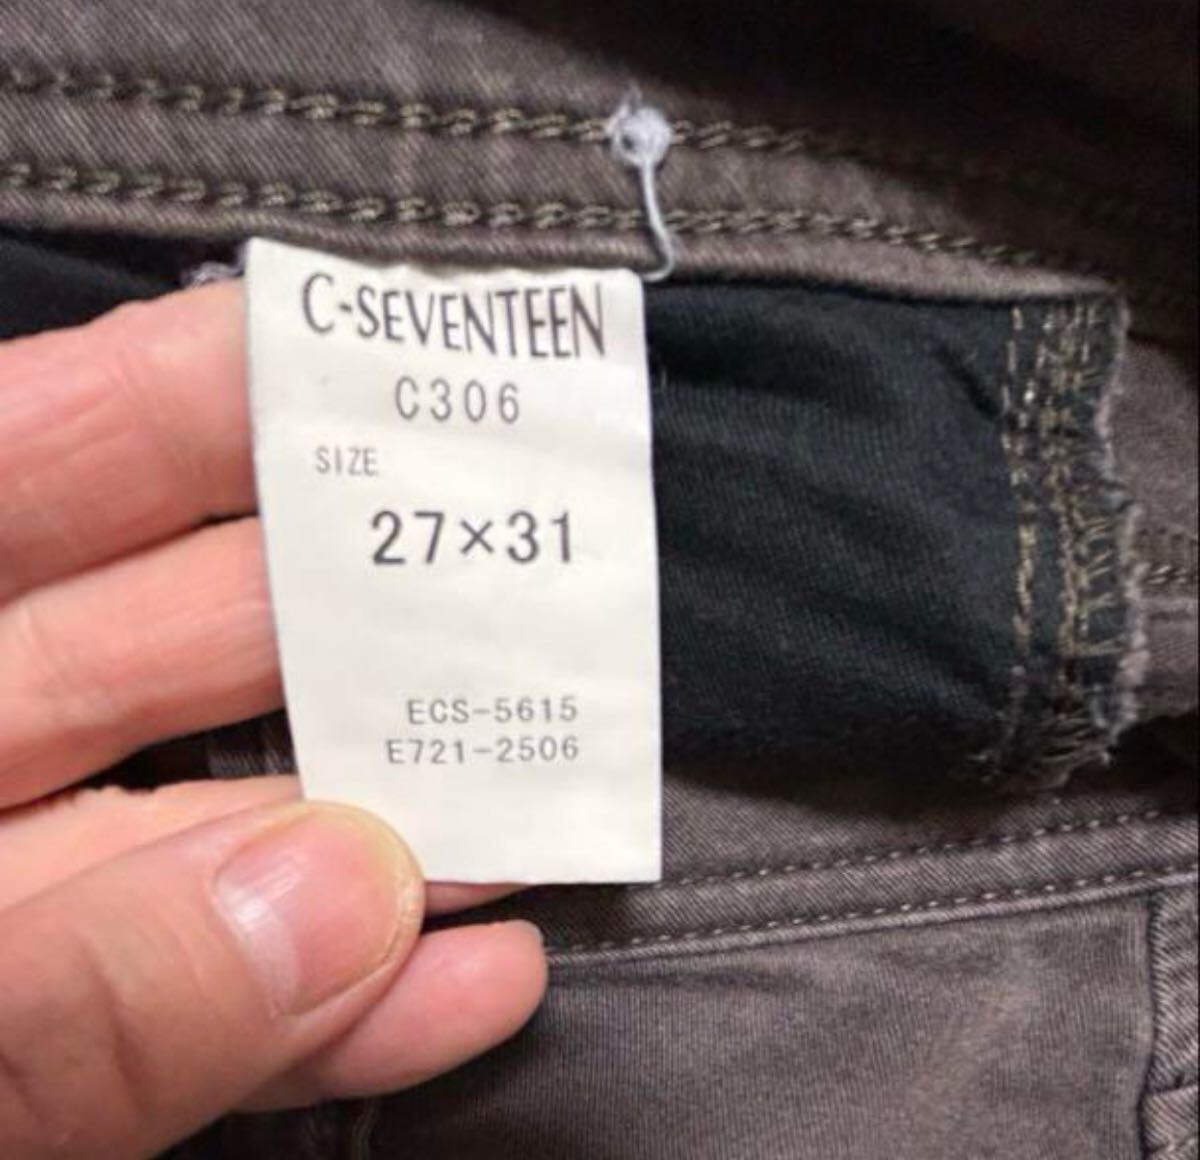 C-SEVENTEEN
C306
SIZE
27×31
ECS-5615
E721-2506